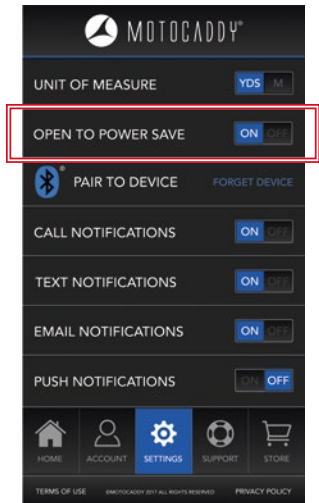 MOTOCADDY®
UNIT OF MEASURE YDS M
OPEN TO POWER SAVE ON OFF
® PAIR TO DEVICE FORGET DEVICE
CALL NOTIFICATIONS ON OFF
TEXT NOTIFICATIONS ON OFF
EMAIL NOTIFICATIONS ON OFF
PUSH NOTIFICATIONS ON OFF
HOME ACCOUNT SETTINGS SUPPORT STORE
TERMS OF USE ©MOTOCADDY 2017 ALL RIGHTS RESERVED PRIVACY POLICY